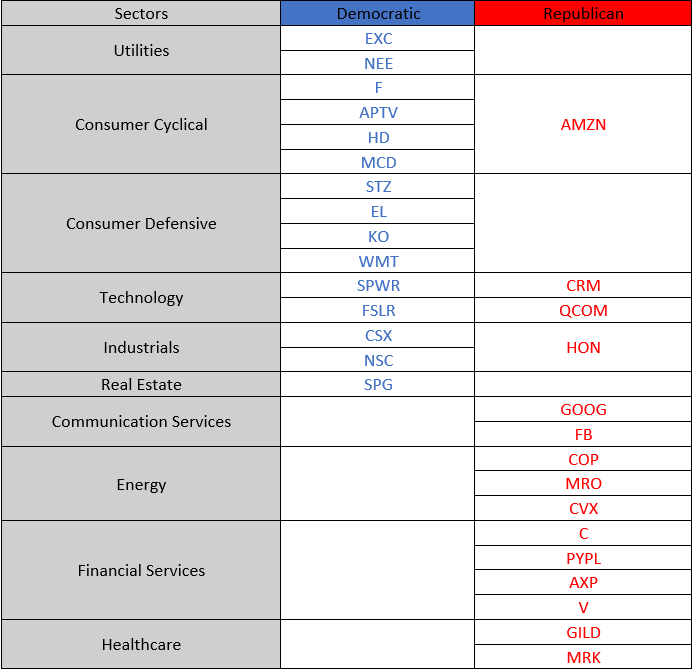 Sectors Democratic Republican
Utilities
EXC
NEE
Consumer Cyclical
F
APTV
HD
MCD
AMZN
Consumer Defensive
STZ
EL
KO
WMT
Technology
SPWR CRM
FSLR QCOM
Industrials
CSX
NSC
HON
Real Estate SPG
Communication Services
GOOG
FB
Energy
COP
MRO
CVX
Financial Services
C
PYPL
AXP
V
Healthcare
GILD
MRK